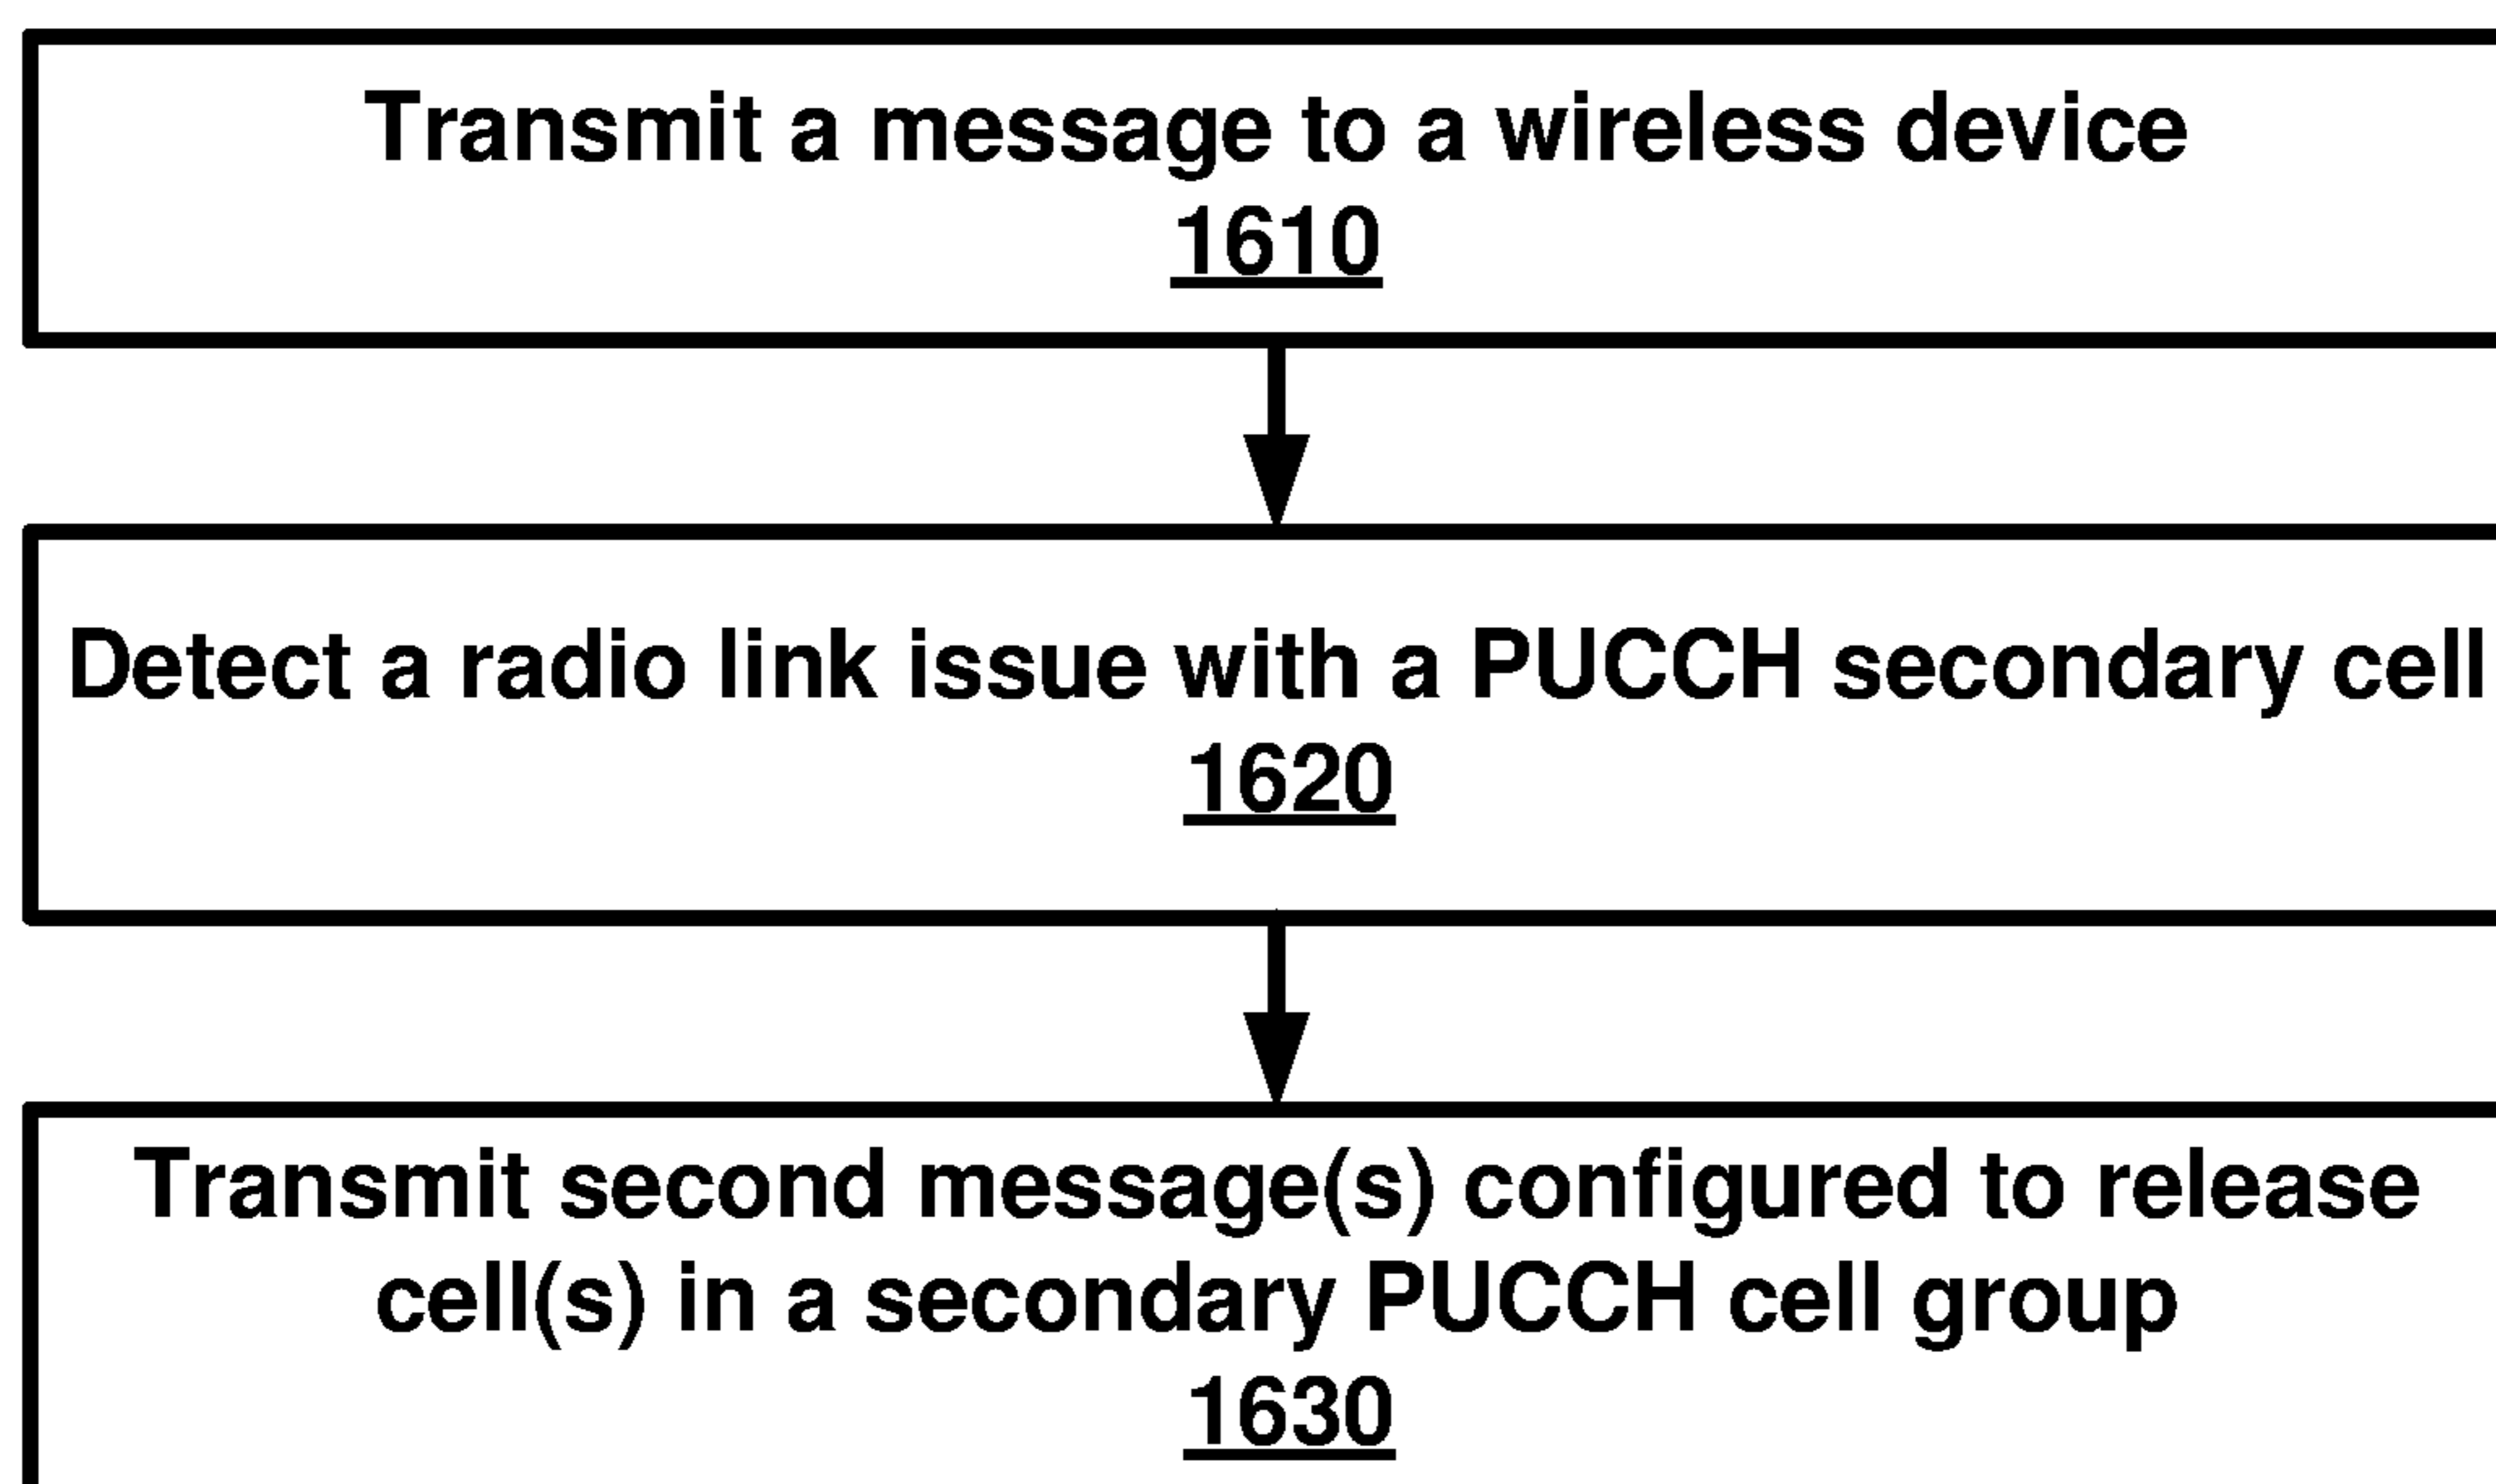 Transmit a message to a wireless device
1610
Detect a radio link issue with a PUCCH secondary cell
1620
Transmit second message(s) configured to release
cell(s) in a secondary PUCCH cell group
1630